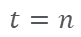 t = n